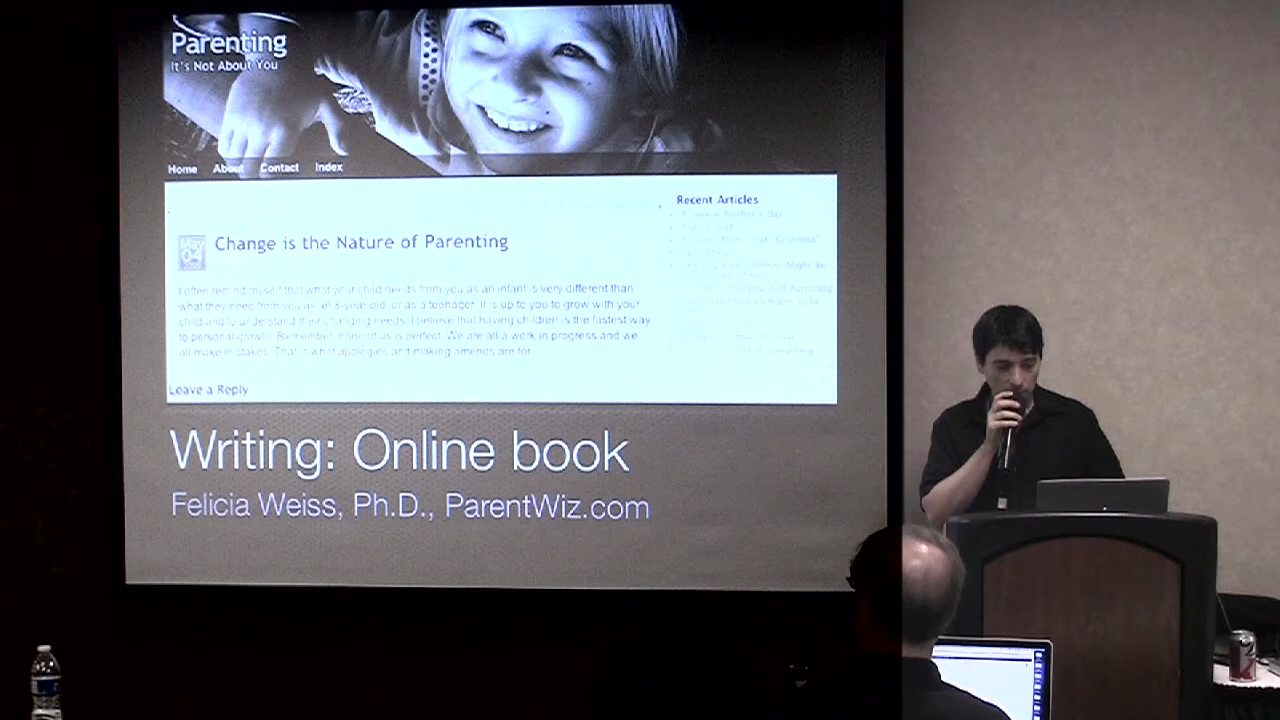 Parenting
It's Not About You
Home About Contact Index
Recent Articles
May
04
Change is the Nature of Parenting
I often remind myself that what your child needs from you as an infant is very different than
what they need from you as an 8-year-old, or as a teenager. It is up to you to grow with your
child and to understand their changing needs. I believe that having children is the fastest way
to personal growth. Remember, none of us is perfect. We are all a work in progress and we
all make mistakes. That is what apologies and making amends are for.
Leave a Reply
Writing: Online book
Felicia Weiss, Ph.D., ParentWiz.com